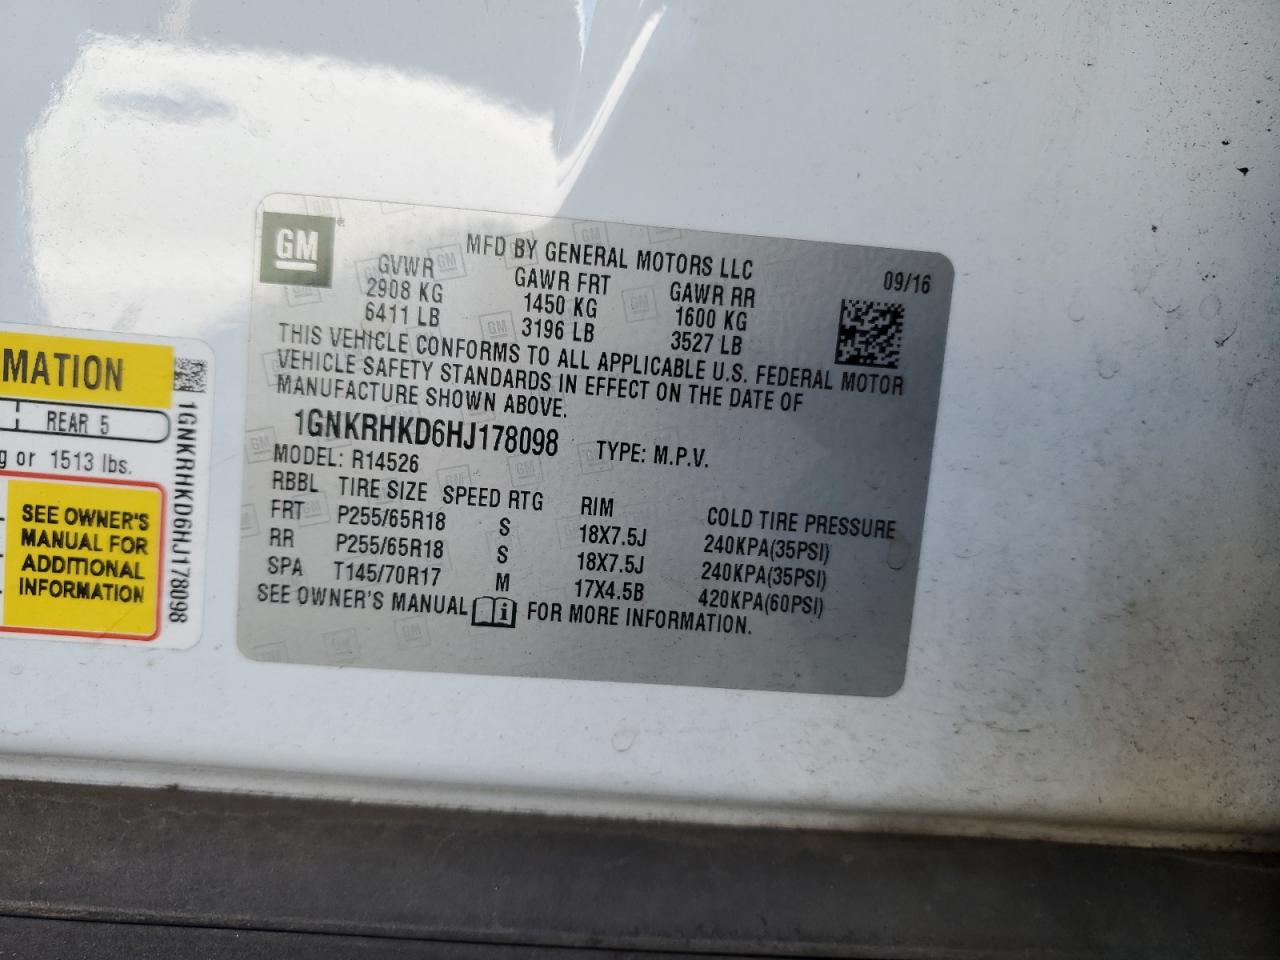 GM
MFD BY GENERAL MOTORS LLC
09/16
GVWR GAWR FRT GAWR RR
2908 KG 1450 KG 1600 KG
6411 LB 3196 LB 3527 LB
THIS VEHICLE CONFORMS TO ALL APPLICABLE U.S. FEDERAL MOTOR
VEHICLE SAFETY STANDARDS IN EFFECT ON THE DATE OF
MANUFACTURE SHOWN ABOVE.
1GNKRHKD6HJ178098 TYPE: M.P.V.
MODEL: R14526
RBBL TIRE SIZE SPEED RTG RIM COLD TIRE PRESSURE
FRT P255/65R18 S 18X7.5J 240KPA(35PSI)
RR P255/65R18 S 18X7.5J 240KPA(35PSI)
SPA T145/70R17 M 17X4.5B 420KPA(60PSI)
SEE OWNER'S MANUAL i FOR MORE INFORMATION.
MATION
REAR 5
g or 1513 lbs.
SEE OWNER'S
MANUAL FOR
ADDITIONAL
INFORMATION
1GNKRHKD6HJ178098